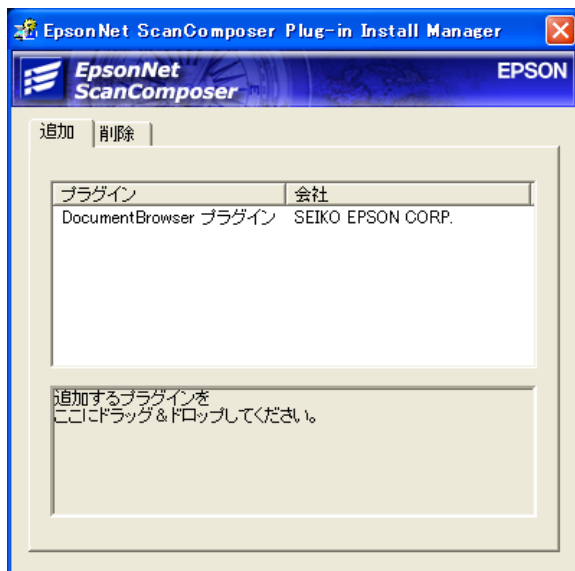 EpsonNet ScanComposer Plug-in Install Manager
EpsonNet
ScanComposer
EPSON
追加 削除
プラグイン 会社
DocumentBrowser プラグイン SEIKO EPSON CORP.
追加するプラグインを
ここにドラッグ＆ドロップしてください。